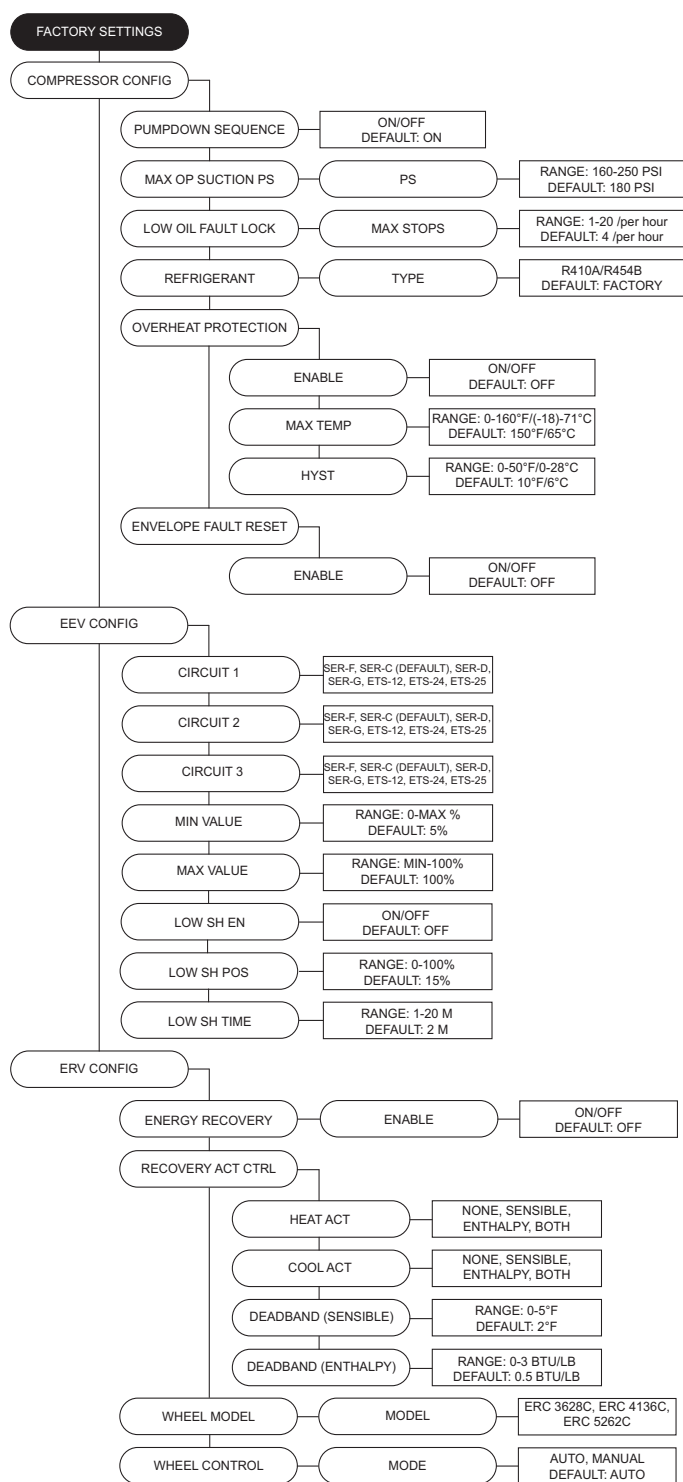 FACTORY SETTINGS
COMPRESSOR CONFIG
PUMPDOWN SEQUENCE
ON/OFF
DEFAULT: ON
MAX OP SUCTION PS
PS
RANGE: 160-250 PSI
DEFAULT: 180 PSI
LOW OIL FAULT LOCK
MAX STOPS
RANGE: 1-20 /per hour
DEFAULT: 4 /per hour
REFRIGERANT
TYPE
R410A/R454B
DEFAULT: FACTORY
OVERHEAT PROTECTION
ENABLE
ON/OFF
DEFAULT: OFF
MAX TEMP
RANGE: 0-160°F/(-18)-71°C
DEFAULT: 150°F/65°C
HYST
RANGE: 0-50°F/0-28°C
DEFAULT: 10°F/6°C
ENVELOPE FAULT RESET
ENABLE
ON/OFF
DEFAULT: OFF
EEV CONFIG
CIRCUIT 1
SER-F, SER-C (DEFAULT), SER-D,
SER-G, ETS-12, ETS-24, ETS-25
CIRCUIT 2
SER-F, SER-C (DEFAULT), SER-D,
SER-G, ETS-12, ETS-24, ETS-25
CIRCUIT 3
SER-F, SER-C (DEFAULT), SER-D,
SER-G, ETS-12, ETS-24, ETS-25
MIN VALUE
RANGE: 0-MAX %
DEFAULT: 5%
MAX VALUE
RANGE: MIN-100%
DEFAULT: 100%
LOW SH EN
ON/OFF
DEFAULT: OFF
LOW SH POS
RANGE: 0-100%
DEFAULT: 15%
LOW SH TIME
RANGE: 1-20 M
DEFAULT: 2 M
ERV CONFIG
ENERGY RECOVERY
ENABLE
ON/OFF
DEFAULT: OFF
RECOVERY ACT CTRL
HEAT ACT
NONE, SENSIBLE,
ENTHALPY, BOTH
COOL ACT
NONE, SENSIBLE,
ENTHALPY, BOTH
DEADBAND (SENSIBLE)
RANGE: 0-5°F
DEFAULT: 2°F
DEADBAND (ENTHALPY)
RANGE: 0-3 BTU/LB
DEFAULT: 0.5 BTU/LB
WHEEL MODEL
MODEL
ERC 3628C, ERC 4136C,
ERC 5262C
WHEEL CONTROL
MODE
AUTO, MANUAL
DEFAULT: AUTO